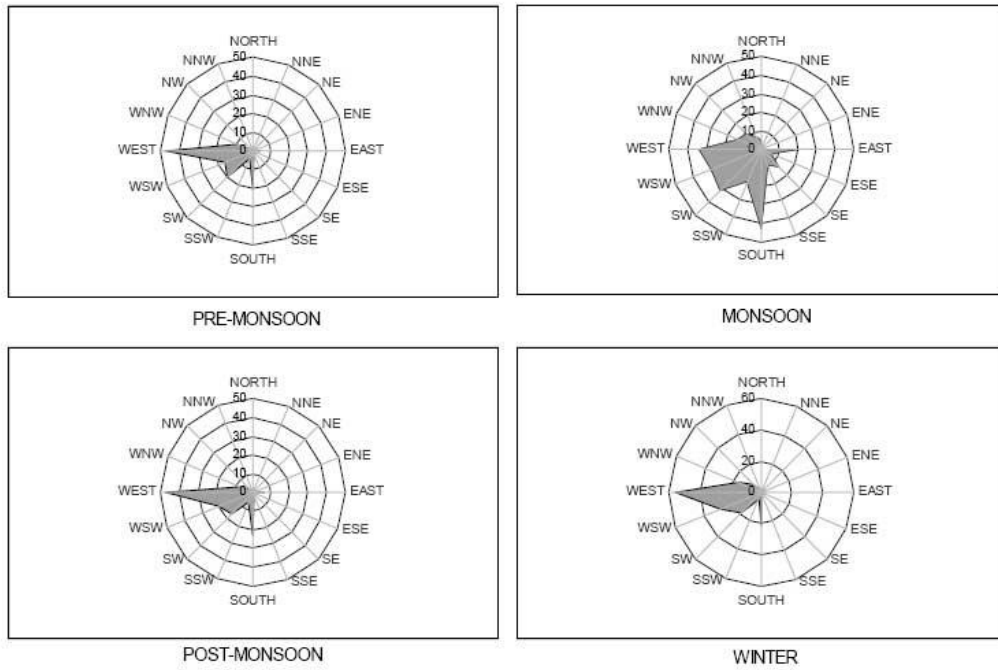 NORTH
NNW 50 NNE
NW 40 NE
30
WNW 20 ENE
10
WEST 0 EAST
WSW ESE
SW SE
SSW SSE
SOUTH
PRE-MONSOON
NORTH
NNW 50 NNE
NW 40 NE
30
WNW 20 ENE
10
WEST 0 EAST
WSW ESE
SW SE
SSW SSE
SOUTH
MONSOON
NORTH
NNW 50 NNE
NW 40 NE
30
WNW 20 ENE
10
WEST 0 EAST
WSW ESE
SW SE
SSW SSE
SOUTH
POST-MONSOON
NORTH
NNW 60 NNE
NW 40 NE
WNW 20 ENE
WEST 0 EAST
WSW ESE
SW SE
SSW SSE
SOUTH
WINTER